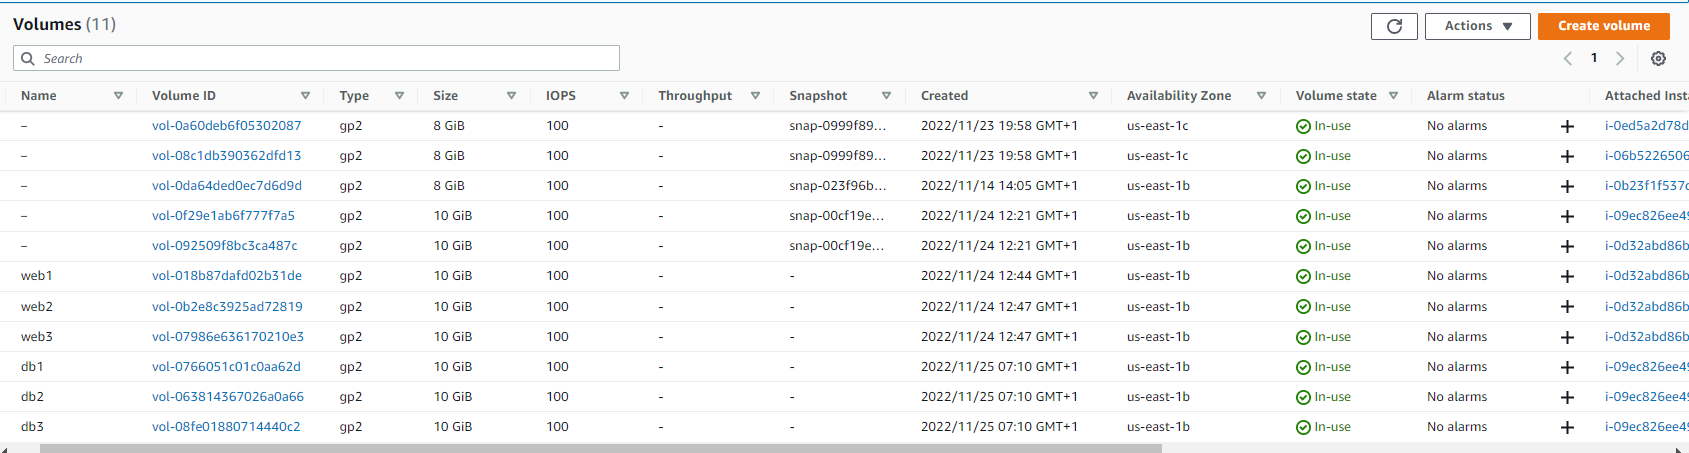 Volumes (11)
Actions
Create volume
Search
1
Name Volume ID Type Size IOPS Throughput Snapshot Created Availability Zone Volume state Alarm status Attached Insta
– vol-0a60deb6f05302087 gp2 8 GiB 100 - snap-0999f89... 2022/11/23 19:58 GMT+1 us-east-1c In-use No alarms + i-0ed5a2d78d
– vol-08c1db390362dfd13 gp2 8 GiB 100 - snap-0999f89... 2022/11/23 19:58 GMT+1 us-east-1c In-use No alarms + i-06b5226506
– vol-0da64ded0ec7d6d9d gp2 8 GiB 100 - snap-023f96b... 2022/11/14 14:05 GMT+1 us-east-1b In-use No alarms + i-0b23f1f537c
– vol-0f29e1ab6f777f7a5 gp2 10 GiB 100 - snap-00cf19e... 2022/11/24 12:21 GMT+1 us-east-1b In-use No alarms + i-09ec826ee49
– vol-092509f8bc3ca487c gp2 10 GiB 100 - snap-00cf19e... 2022/11/24 12:21 GMT+1 us-east-1b In-use No alarms + i-0d32abd86b
web1 vol-018b87dafd02b31de gp2 10 GiB 100 - - 2022/11/24 12:44 GMT+1 us-east-1b In-use No alarms + i-0d32abd86b
web2 vol-0b2e8c3925ad72819 gp2 10 GiB 100 - - 2022/11/24 12:47 GMT+1 us-east-1b In-use No alarms + i-0d32abd86b
web3 vol-07986e636170210e3 gp2 10 GiB 100 - - 2022/11/24 12:47 GMT+1 us-east-1b In-use No alarms + i-0d32abd86b
db1 vol-0766051c01c0aa62d gp2 10 GiB 100 - - 2022/11/25 07:10 GMT+1 us-east-1b In-use No alarms + i-09ec826ee49
db2 vol-063814367026a0a66 gp2 10 GiB 100 - - 2022/11/25 07:10 GMT+1 us-east-1b In-use No alarms + i-09ec826ee49
db3 vol-08fe01880714440c2 gp2 10 GiB 100 - - 2022/11/25 07:10 GMT+1 us-east-1b In-use No alarms + i-09ec826ee49